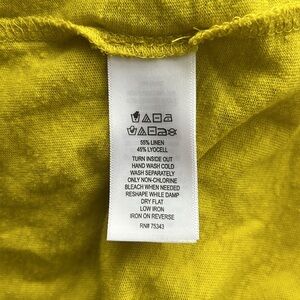 55% LINEN
45% LYOCELL
TURN INSIDE OUT
HAND WASH COLD
WASH SEPARATELY
ONLY NON-CHLORINE
BLEACH WHEN NEEDED
RESHAPE WHILE DAMP
DRY FLAT
LOW IRON
IRON ON REVERSE
RN# 75343